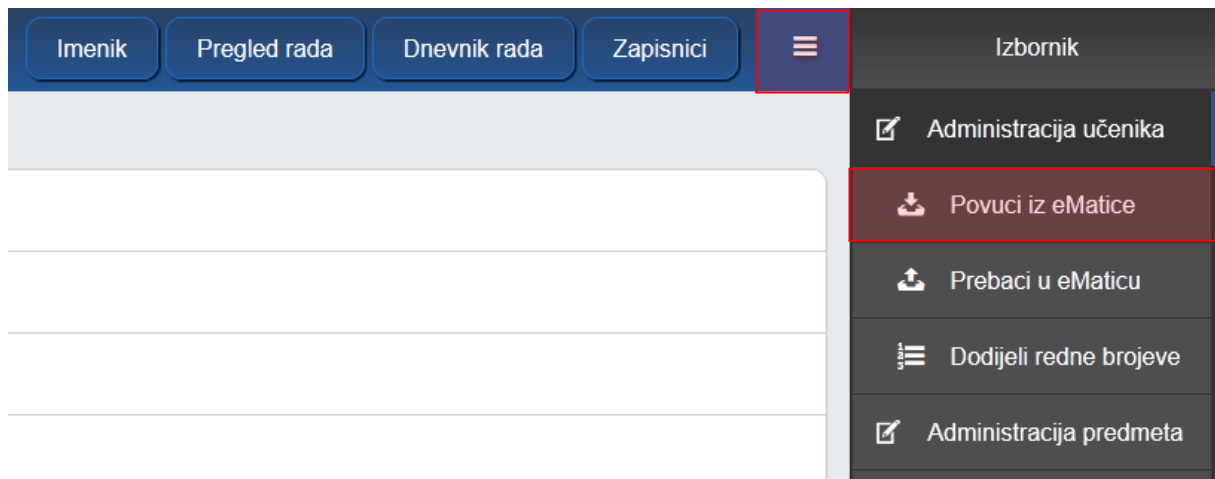 Imenik Pregled rada Dnevnik rada Zapisnici Izbornik
Administracija učenika
Povuci iz eMatice
Prebaci u eMaticu
Dodijeli redne brojeve
Administracija predmeta